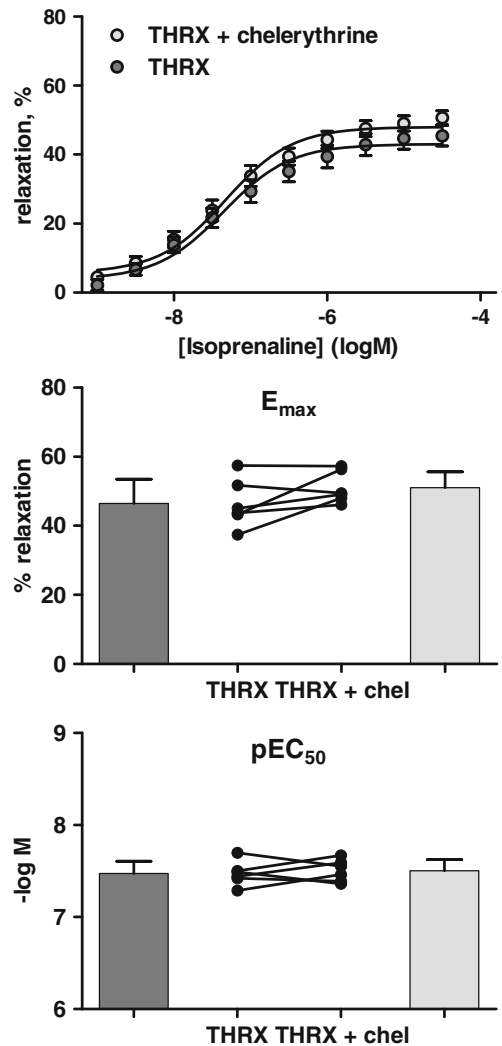 80
60
40
20
0
relaxation, %
THRX + chelerythrine
THRX
-8
-6
-4
[Isoprenaline] (logM)
Emax
80
60
40
20
0
% relaxation
THRX THRX + chel
pEC50
9
8
7
6
-log M
THRX THRX + chel